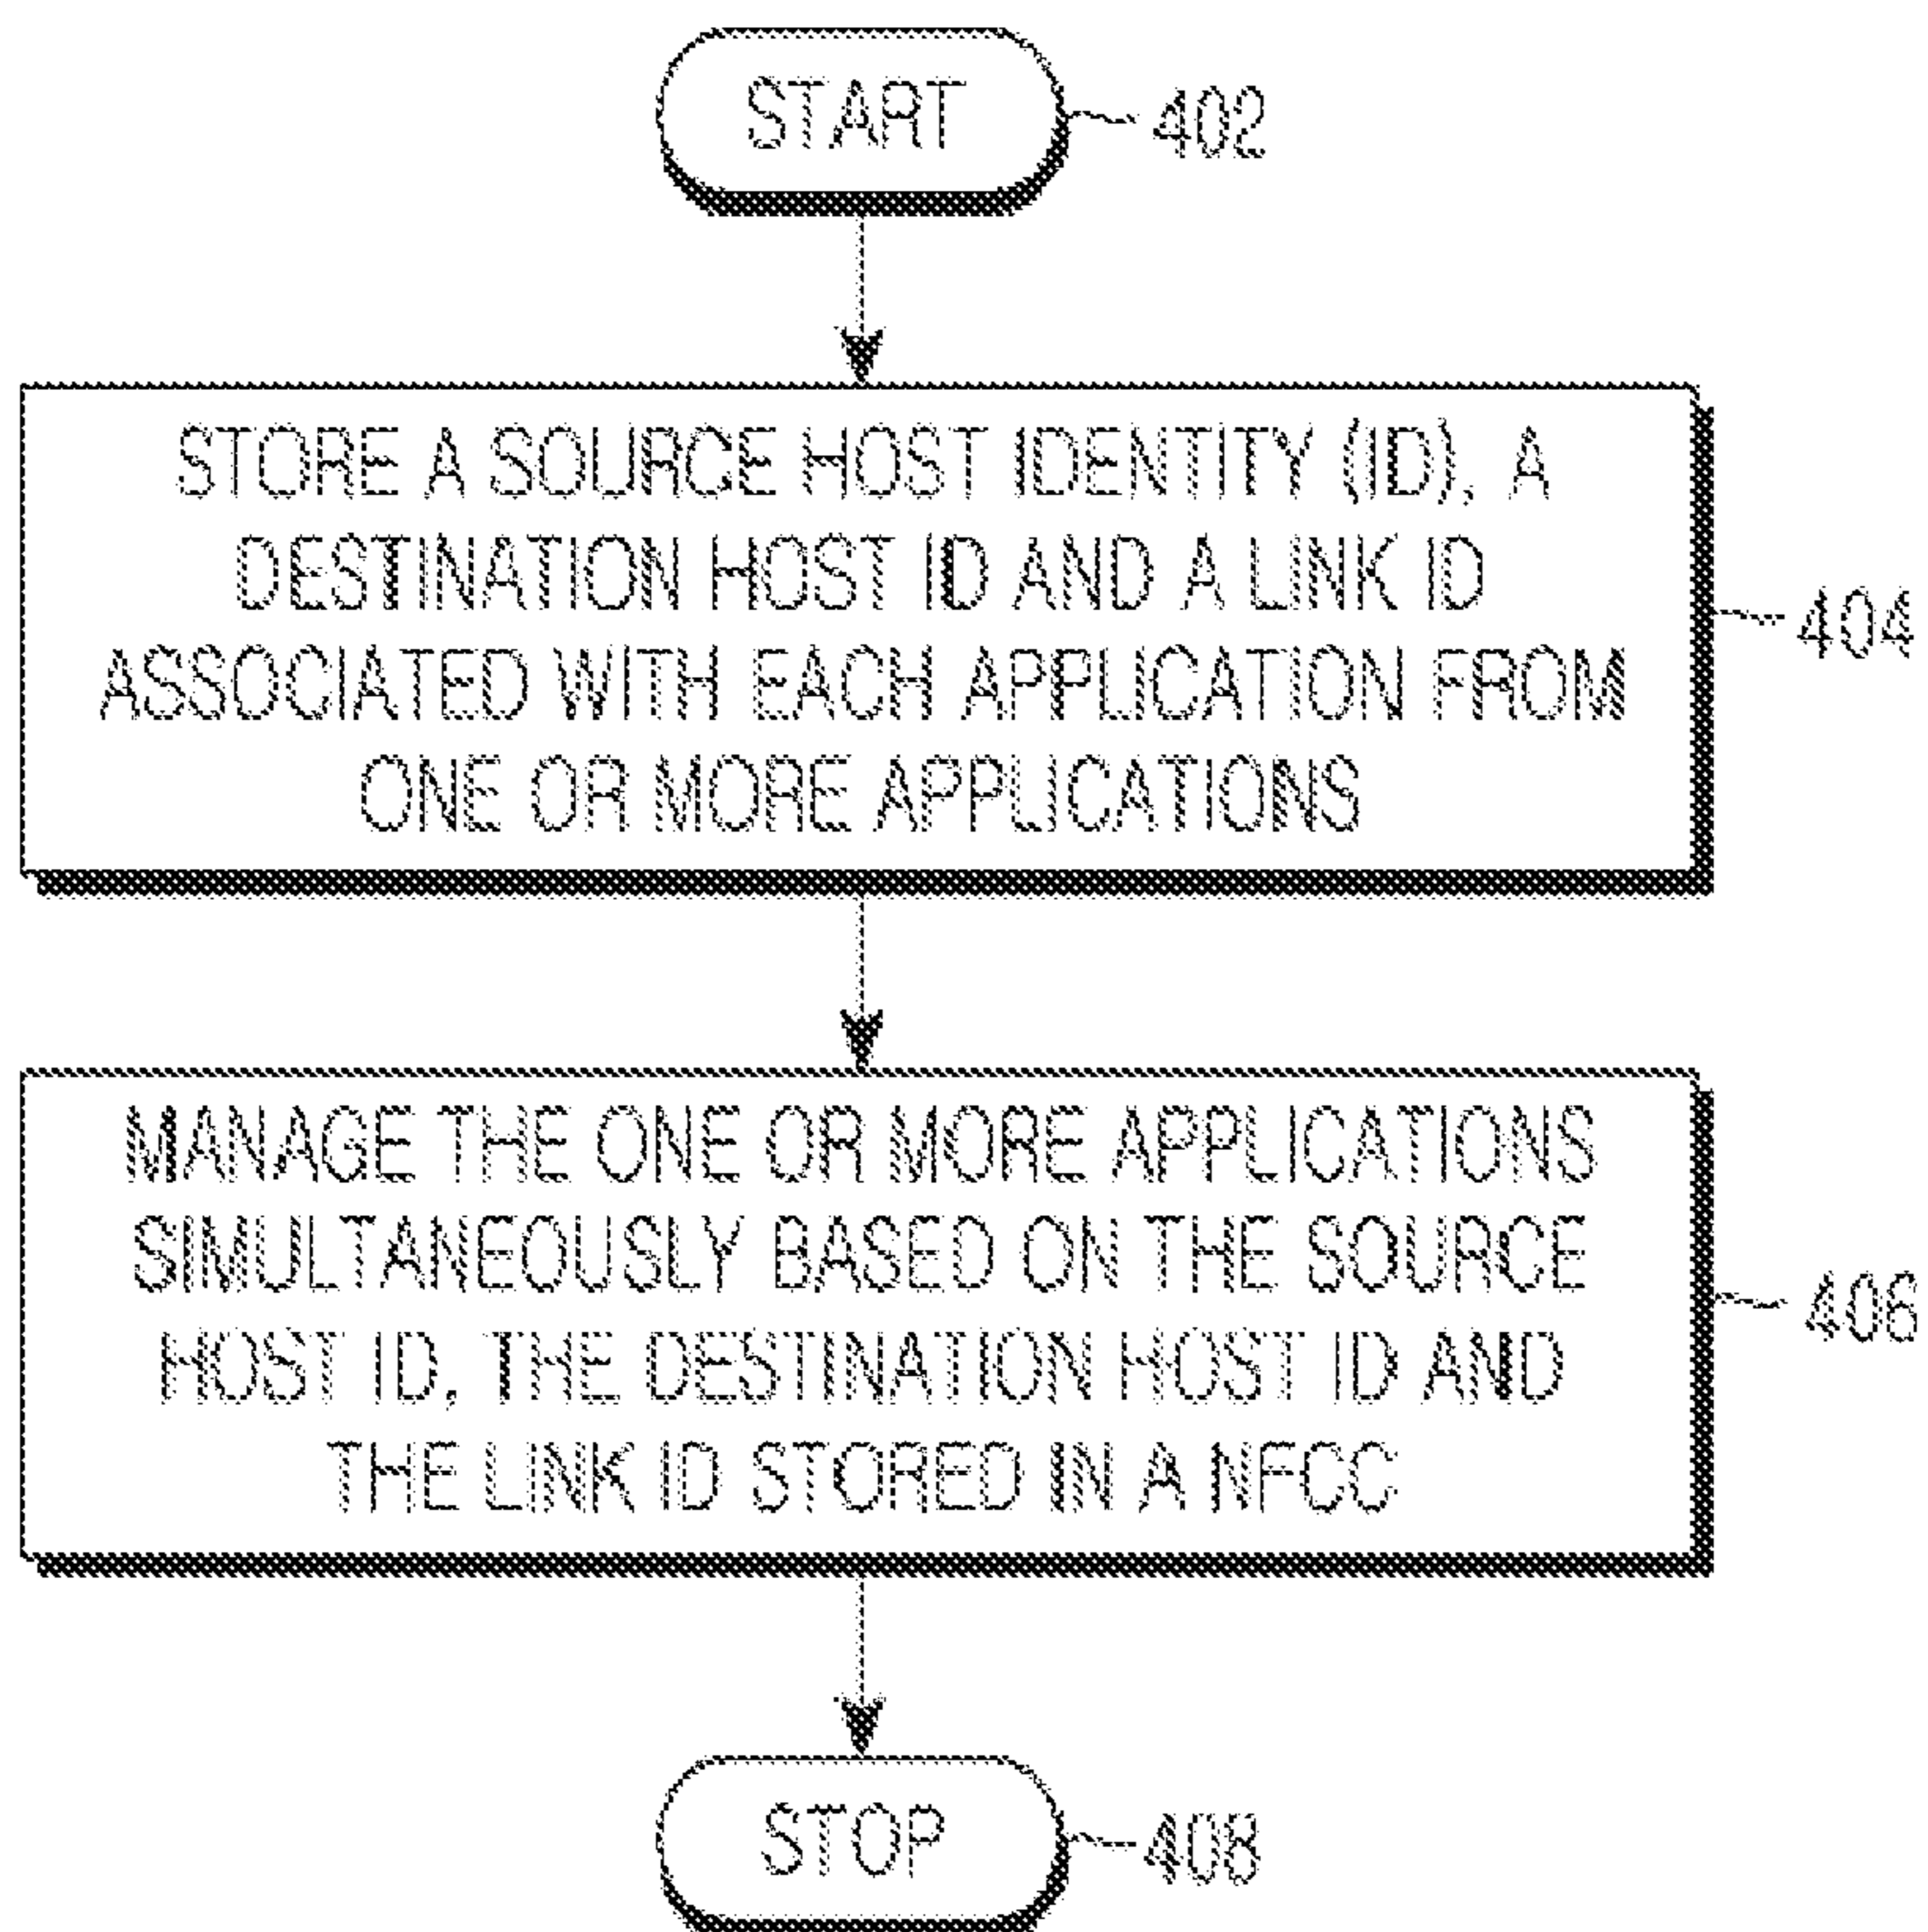 START
402
STORE A SOURCE HOST IDENTITY (ID), A
DESTINATION HOST ID AND A LINK ID
ASSOCIATED WITH EACH APPLICATION FROM
ONE OR MORE APPLICATIONS
404
MANAGE THE ONE OR MORE APPLICATIONS
SIMULTANEOUSLY BASED ON THE SOURCE
HOST ID, THE DESTINATION HOST ID AND
THE LINK ID STORED IN A NFCC
406
STOP
408